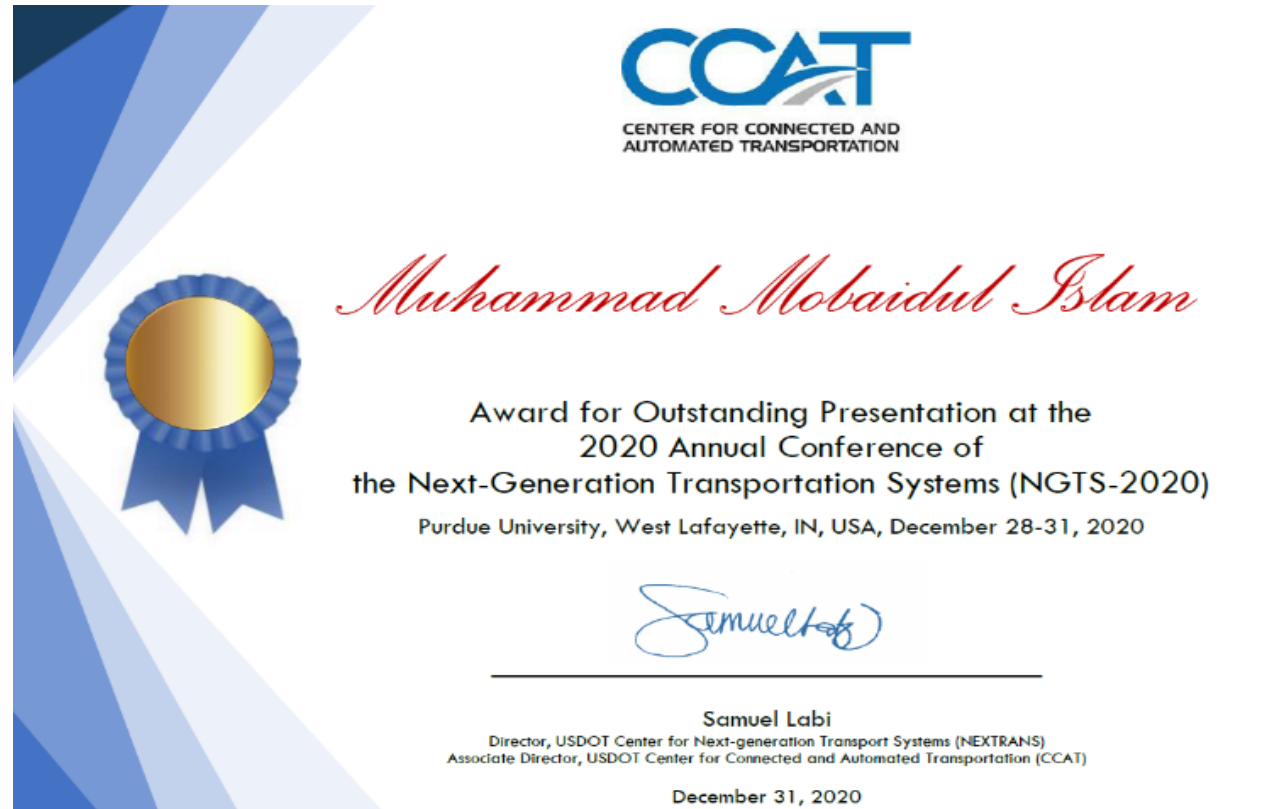 CCAT
CENTER FOR CONNECTED AND
AUTOMATED TRANSPORTATION
Muhammad Mobaidul Islam
Award for Outstanding Presentation at the
2020 Annual Conference of
the Next-Generation Transportation Systems (NGTS-2020)
Purdue University, West Lafayette, IN, USA, December 28-31, 2020
Samuel Labi
Samuel Labi
Director, USDOT Center for Next-generation Transport Systems (NEXTRANS)
Associate Director, USDOT Center for Connected and Automated Transportation (CCAT)
December 31, 2020